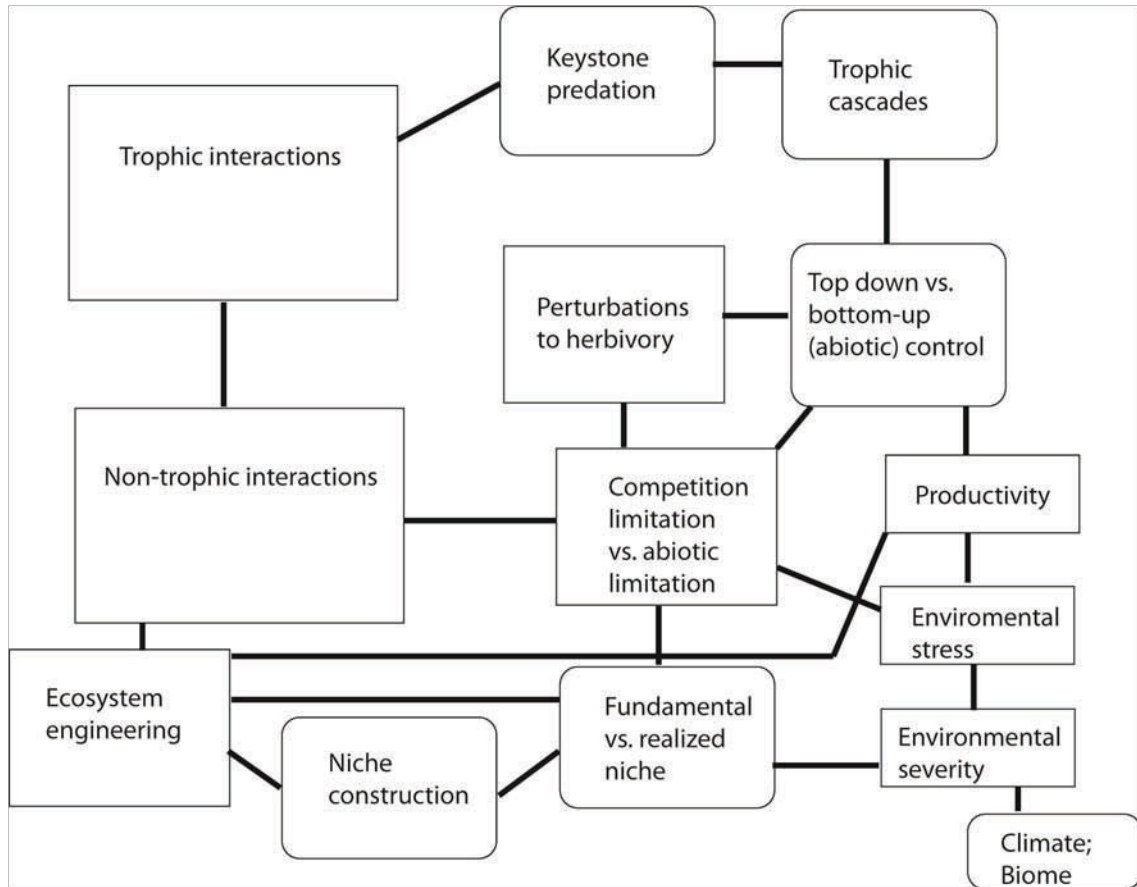 Keystone
predation
Trophic
cascades
Trophic interactions
Perturbations
to herbivory
Top down vs.
bottom-up
(abiotic) control
Non-trophic interactions
Competition
limitation
vs. abiotic
limitation
Productivity
Enviromental
stress
Ecosystem
engineering
Niche
construction
Fundamental
vs. realized
niche
Environmental
severity
Climate;
Biome